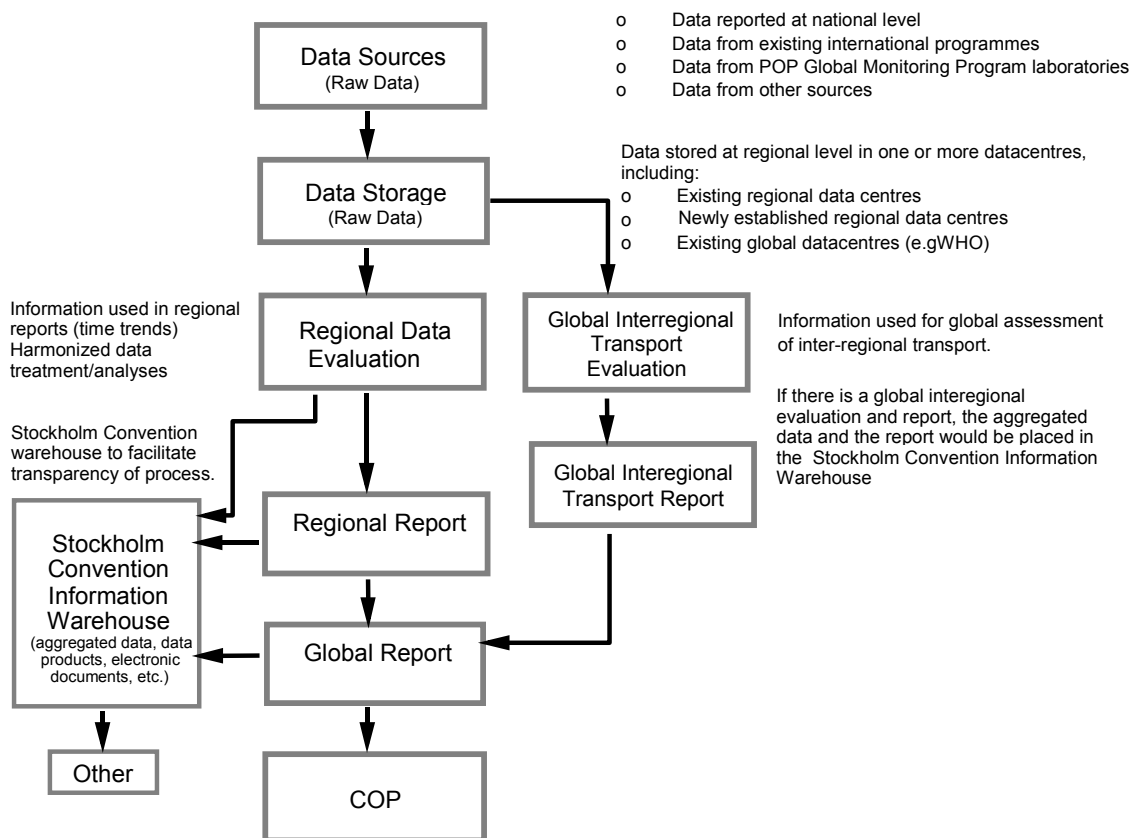 Data Sources
(Raw Data)
o Data reported at national level
o Data from existing international programmes
o Data from POP Global Monitoring Program laboratories
o Data from other sources
Data Storage
(Raw Data)
Data stored at regional level in one or more datacentres,
including:
o Existing regional data centres
o Newly established regional data centres
o Existing global datacentres (e.gWHO)
Information used in regional
reports (time trends)
Harmonized data
treatment/analyses
Regional Data
Evaluation
Global Interregional
Transport
Evaluation
Information used for global assessment
of inter-regional transport.
If there is a global interegional
evaluation and report, the aggregated
data and the report would be placed in
the Stockholm Convention Information
Warehouse
Stockholm Convention
warehouse to facilitate
transparency of process.
Global Interegional
Transport Report
Regional Report
Stockholm
Convention
Information
Warehouse
(aggregated data, data
products, electronic
documents, etc.)
Global Report
Other
COP